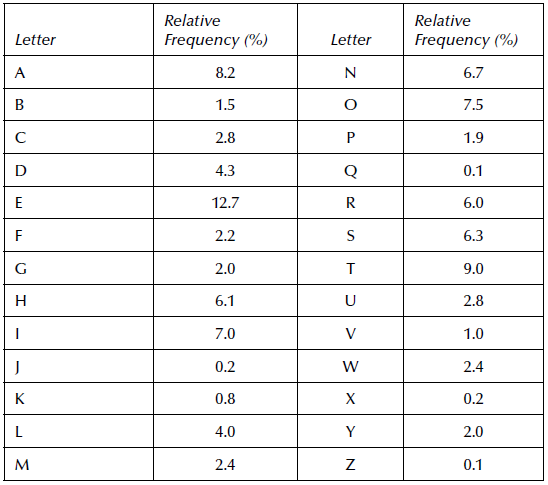 Letter Relative Frequency (%) Letter Relative Frequency (%)
A 8.2 N 6.7
B 1.5 O 7.5
C 2.8 P 1.9
D 4.3 Q 0.1
E 12.7 R 6.0
F 2.2 S 6.3
G 2.0 T 9.0
H 6.1 U 2.8
I 7.0 V 1.0
J 0.2 W 2.4
K 0.8 X 0.2
L 4.0 Y 2.0
M 2.4 Z 0.1